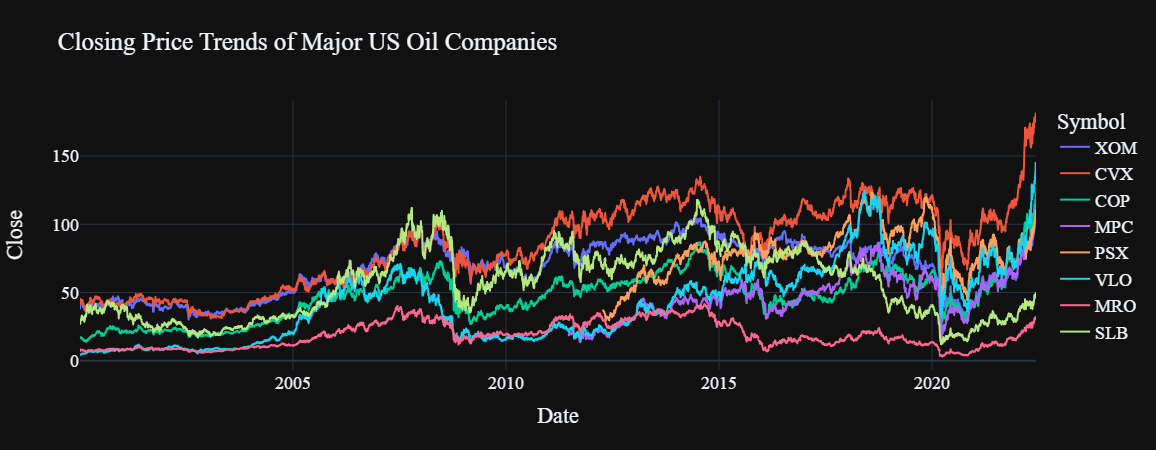 Closing Price Trends of Major US Oil Companies
Symbol
XOM
CVX
COP
MPC
PSX
VLO
MRO
SLB
150
100
50
0
Close
2005
2010
2015
2020
Date